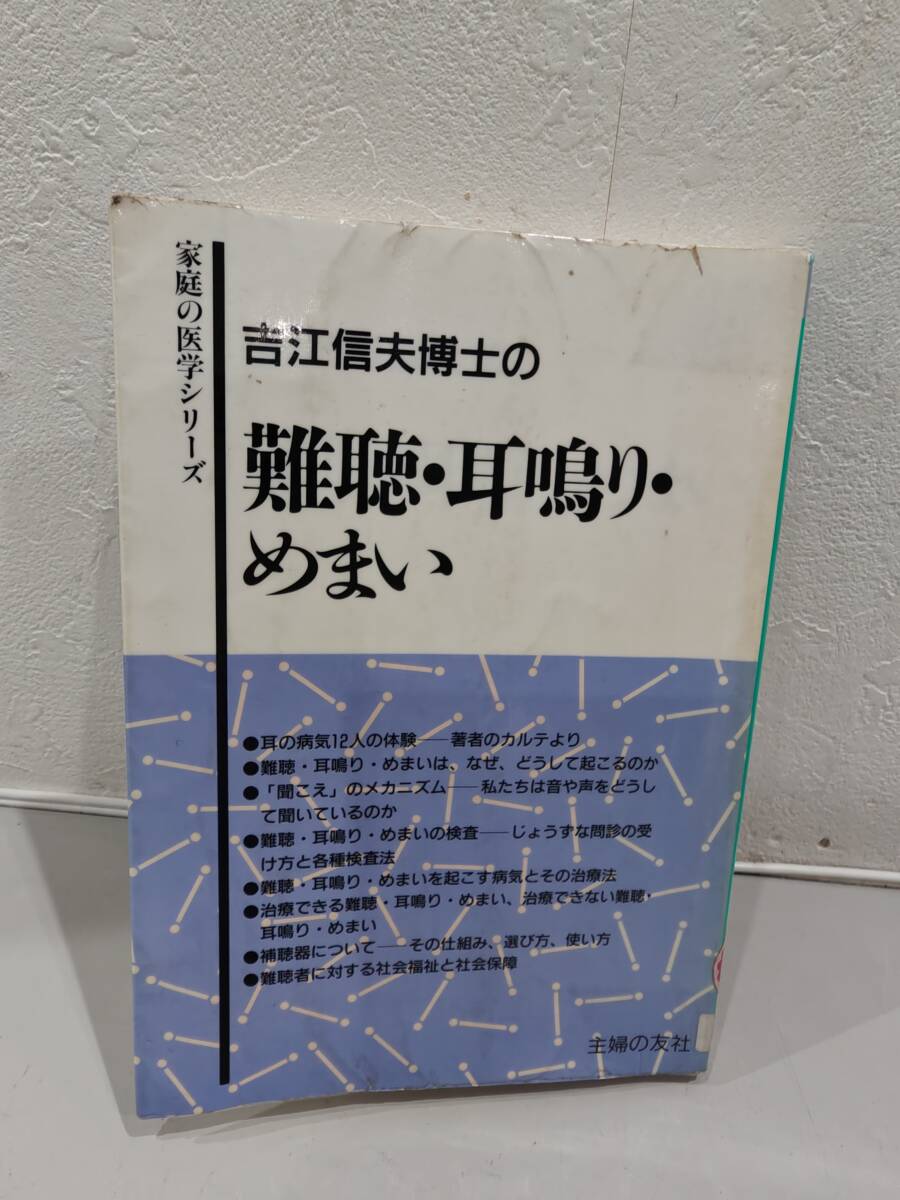 家庭の医学シリーズ
吉江信夫博士の
難聴・耳鳴り・
めまい
●耳の病気12人の体験――著者のカルテより
●難聴・耳鳴り・めまいは、なぜ、どうして起こるのか
●「聞こえ」のメカニズム――私たちは音や声をどうし
て聞いているのか
●難聴・耳鳴り・めまいの検査――じょうずな問診の受
け方と各種検査法
●難聴・耳鳴り・めまいを起こす病気とその治療法
●治療できる難聴・耳鳴り・めまい、治療できない難聴・
耳鳴り・めまい
●補聴器について――その仕組み、選び方、使い方
●難聴者に対する社会福祉と社会保障
主婦の友社